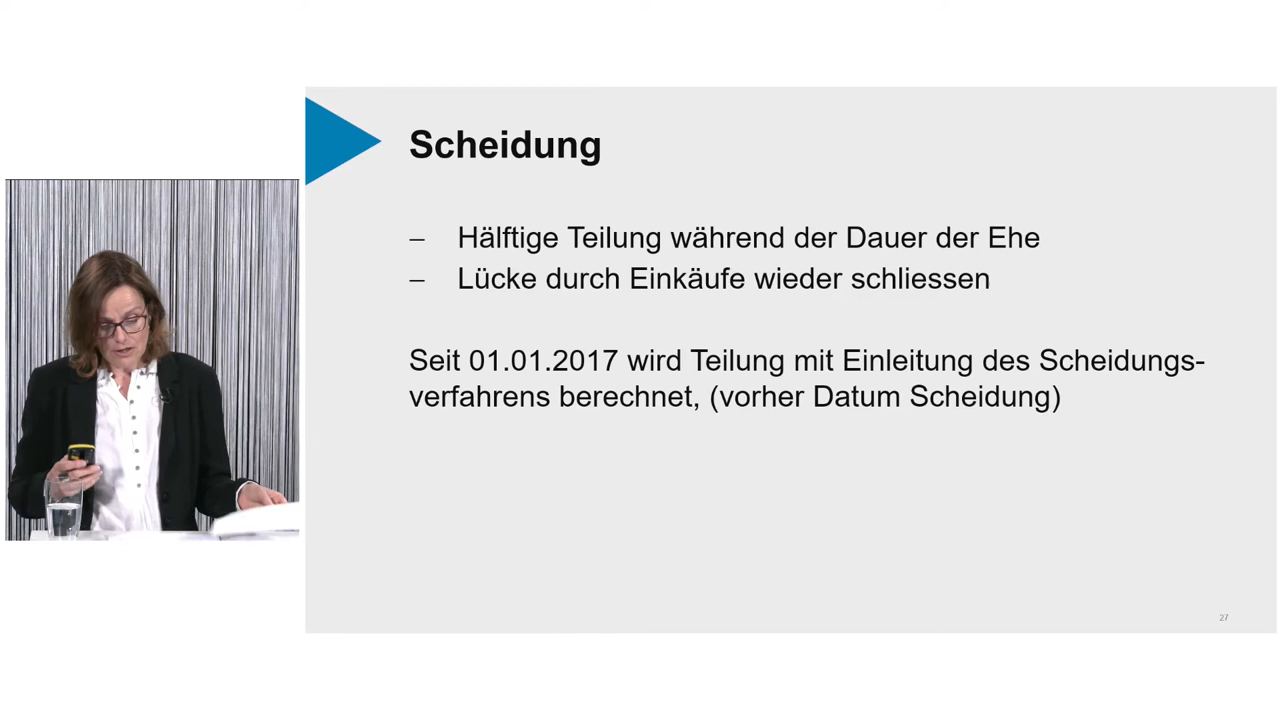 Scheidung
– Hälftige Teilung während der Dauer der Ehe
– Lücke durch Einkäufe wieder schliessen
Seit 01.01.2017 wird Teilung mit Einleitung des Scheidungs-
verfahrens berechnet, (vorher Datum Scheidung)
27